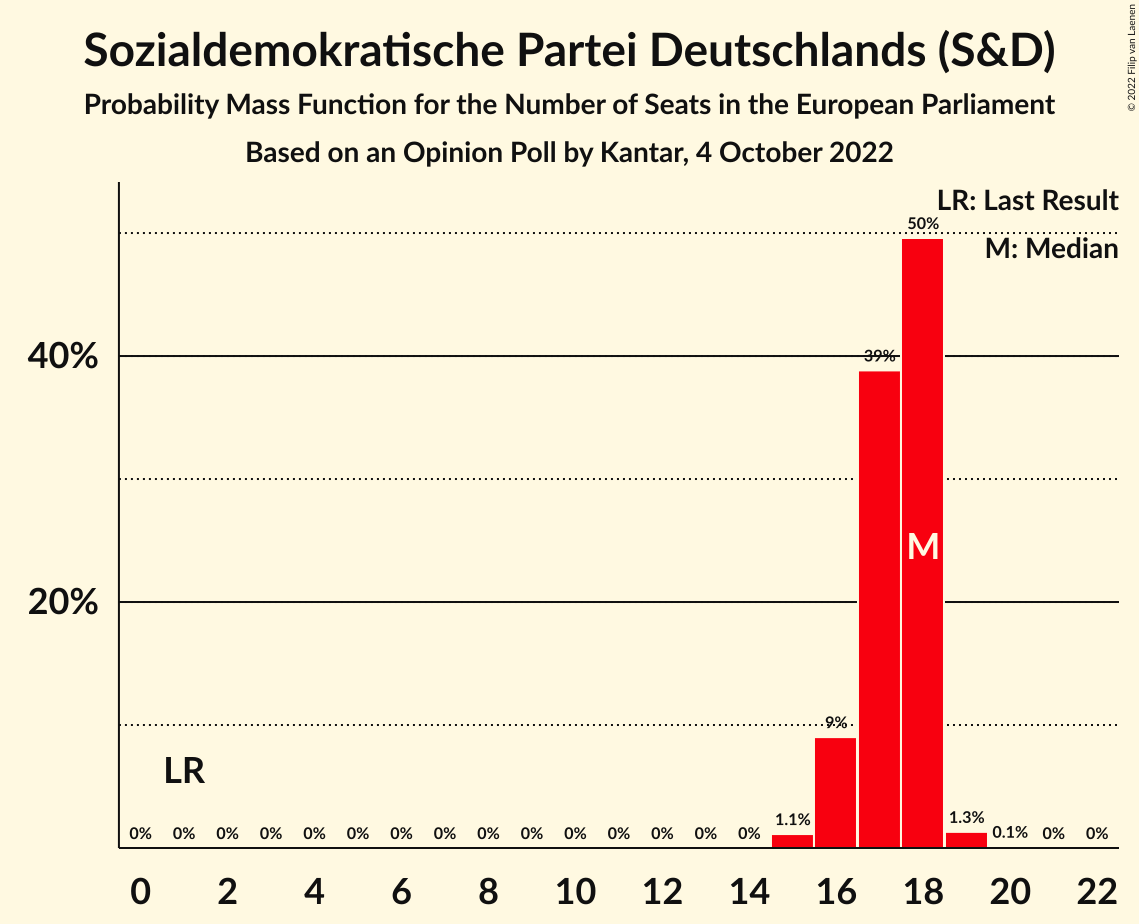 Sozialdemokratische Partei Deutschlands (S&D)
Probability Mass Function for the Number of Seats in the European Parliament
Based on an Opinion Poll by Kantar, 4 October 2022
© 2022 Filip van Laenen
LR: Last Result
M: Median
40%
20%
50%
39%
M
9%
LR
0% 0% 0% 0% 0% 0% 0% 0% 0% 0% 0% 0% 0% 0% 0% 1.1% 1.3% 0.1% 0% 0%
0 2 4 6 8 10 12 14 16 18 20 22